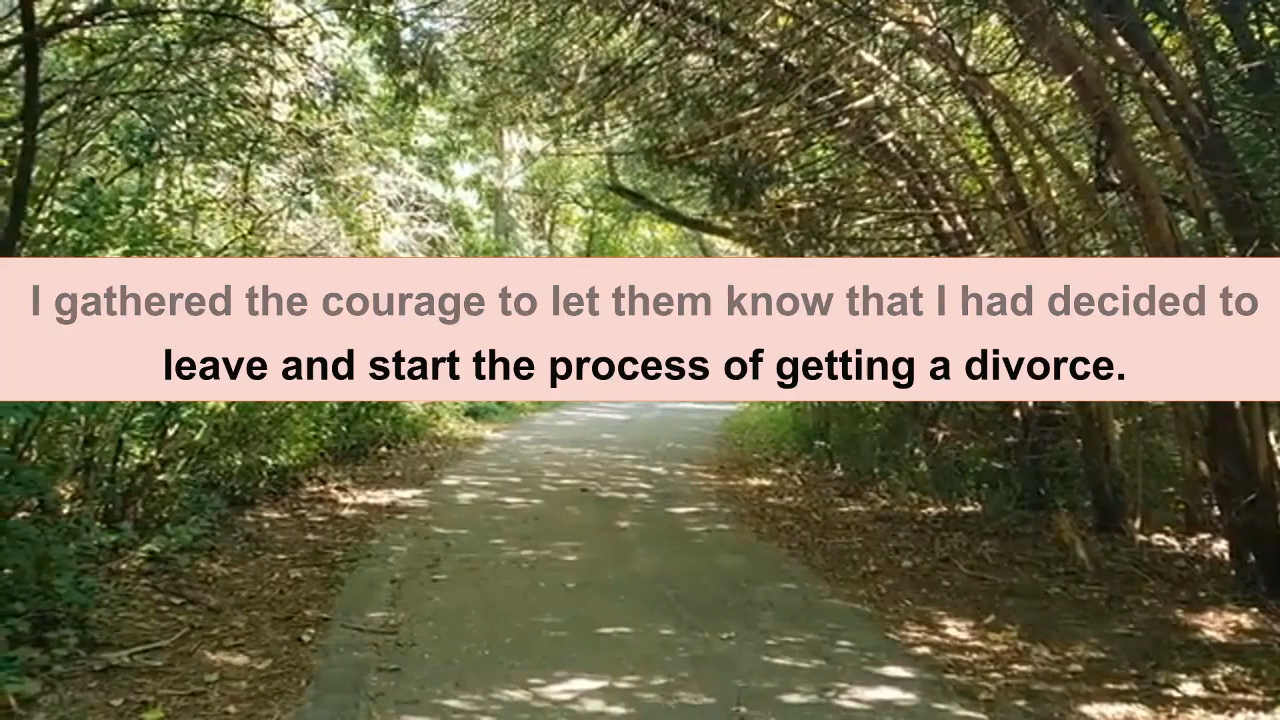 I gathered the courage to let them know that I had decided to
leave and start the process of getting a divorce.